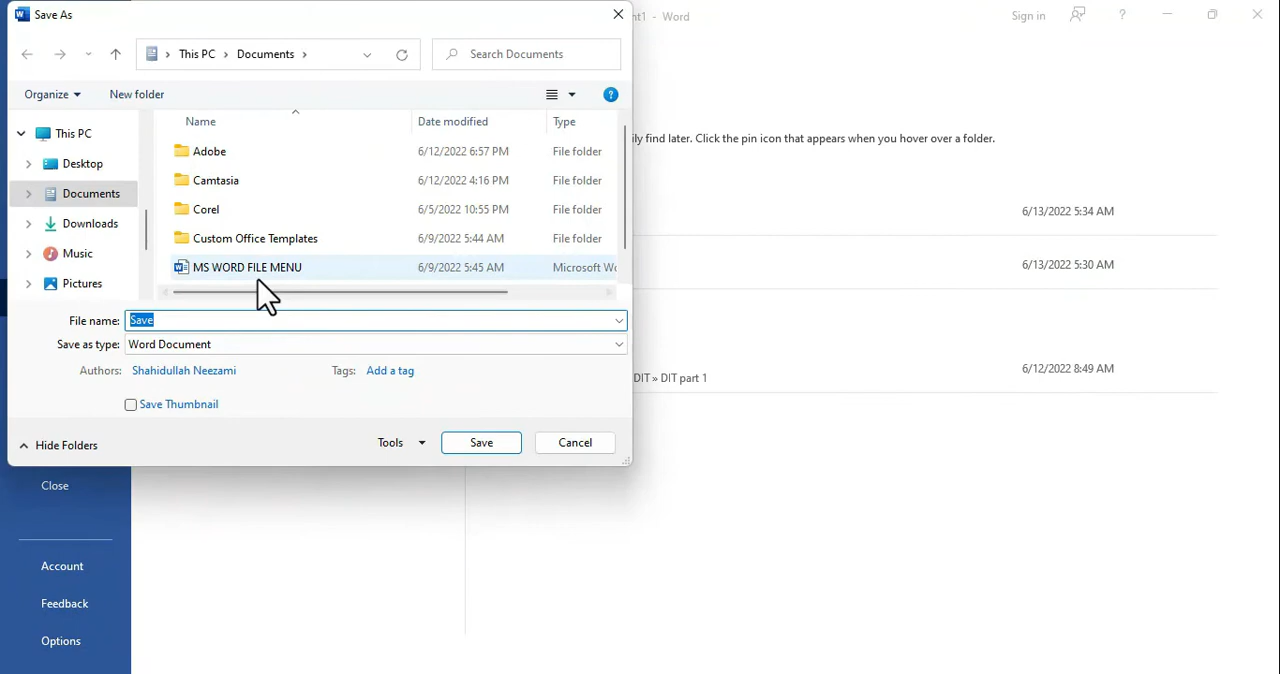 Save As
nt1 - Word
Sign in
?
This PC > Documents >
Search Documents
Organize
New folder
?
Name
Date modified
Type
This PC
Desktop
Documents
Downloads
Music
Pictures
Adobe 6/12/2022 6:57 PM File folder
Camtasia 6/12/2022 4:16 PM File folder
Corel 6/5/2022 10:55 PM File folder
Custom Office Templates 6/9/2022 5:44 AM File folder
MS WORD FILE MENU 6/9/2022 5:45 AM Microsoft Wo
File name: Save
Save as type: Word Document
Authors: Shahidullah Neezami
Tags: Add a tag
Save Thumbnail
Hide Folders
Tools
Save
Cancel
ily find later. Click the pin icon that appears when you hover over a folder.
6/13/2022 5:34 AM
6/13/2022 5:30 AM
6/12/2022 8:49 AM
DIT » DIT part 1
Close
Account
Feedback
Options